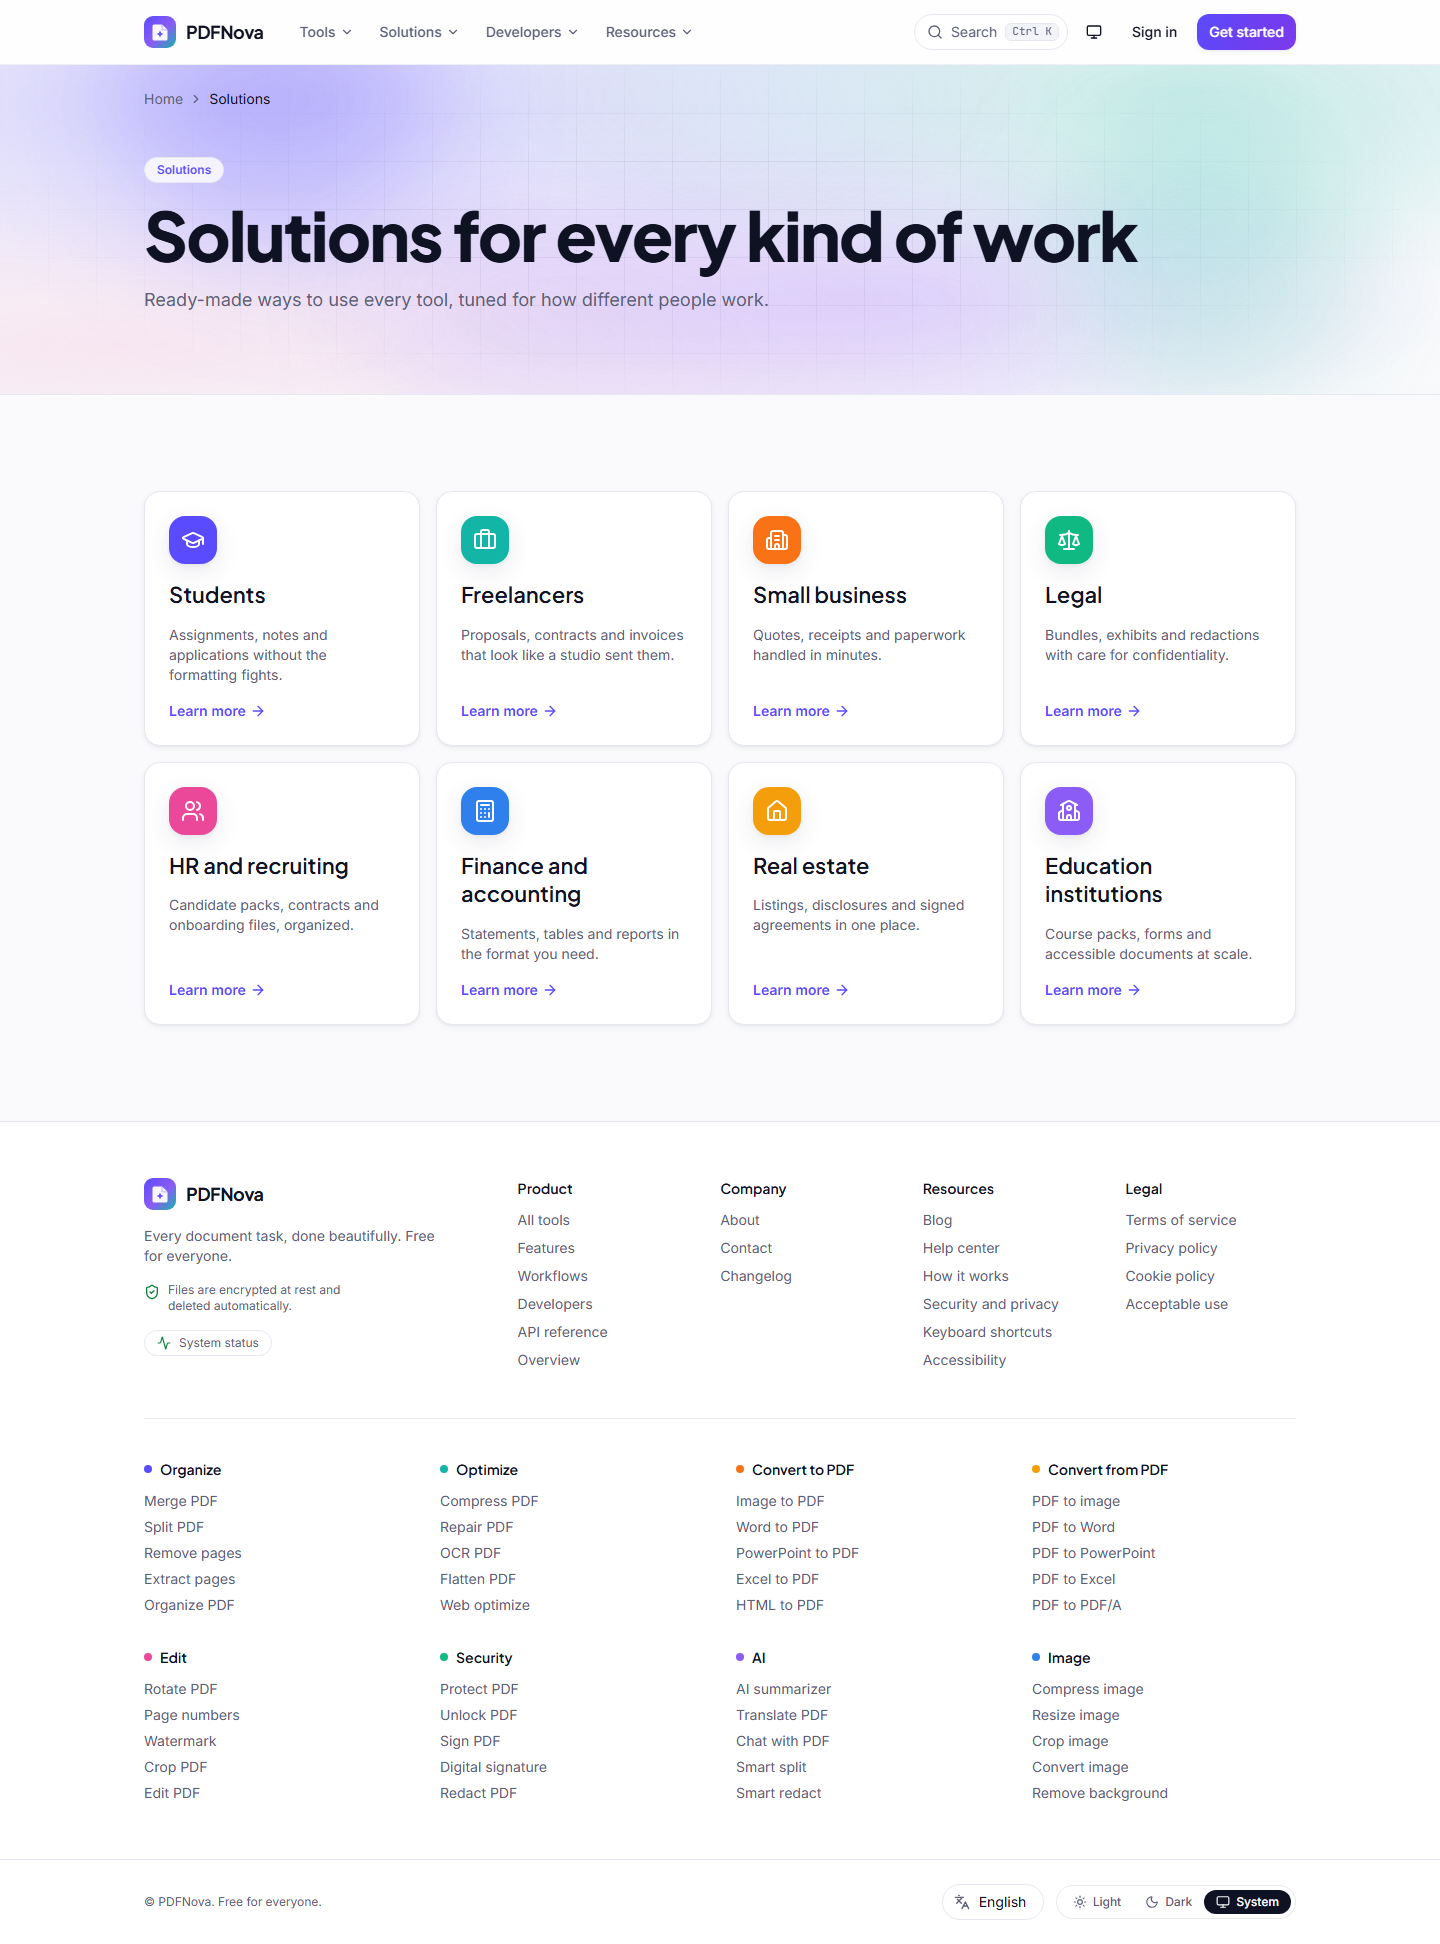 PDFNova
Tools
Solutions
Developers
Resources
Search
Ctrl K
Sign in
Get started
Home
Solutions
Solutions
Solutions for every kind of work
Ready-made ways to use every tool, tuned for how different people work.
Students
Assignments, notes and
applications without the
formatting fights.
Learn more
Freelancers
Proposals, contracts and invoices
that look like a studio sent them.
Learn more
Small business
Quotes, receipts and paperwork
handled in minutes.
Learn more
Legal
Bundles, exhibits and redactions
with care for confidentiality.
Learn more
HR and recruiting
Candidate packs, contracts and
onboarding files, organized.
Learn more
Finance and
accounting
Statements, tables and reports in
the format you need.
Learn more
Real estate
Listings, disclosures and signed
agreements in one place.
Learn more
Education
institutions
Course packs, forms and
accessible documents at scale.
Learn more
PDFNova
Every document task, done beautifully. Free
for everyone.
Files are encrypted at rest and
deleted automatically.
System status
Product
All tools
Features
Workflows
Developers
API reference
Overview
Company
About
Contact
Changelog
Resources
Blog
Help center
How it works
Security and privacy
Keyboard shortcuts
Accessibility
Legal
Terms of service
Privacy policy
Cookie policy
Acceptable use
Organize
Merge PDF
Split PDF
Remove pages
Extract pages
Organize PDF
Optimize
Compress PDF
Repair PDF
OCR PDF
Flatten PDF
Web optimize
Convert to PDF
Image to PDF
Word to PDF
PowerPoint to PDF
Excel to PDF
HTML to PDF
Convert from PDF
PDF to image
PDF to Word
PDF to PowerPoint
PDF to Excel
PDF to PDF/A
Edit
Rotate PDF
Page numbers
Watermark
Crop PDF
Edit PDF
Security
Protect PDF
Unlock PDF
Sign PDF
Digital signature
Redact PDF
AI
AI summarizer
Translate PDF
Chat with PDF
Smart split
Smart redact
Image
Compress image
Resize image
Crop image
Convert image
Remove background
© PDFNova. Free for everyone.
English
Light
Dark
System